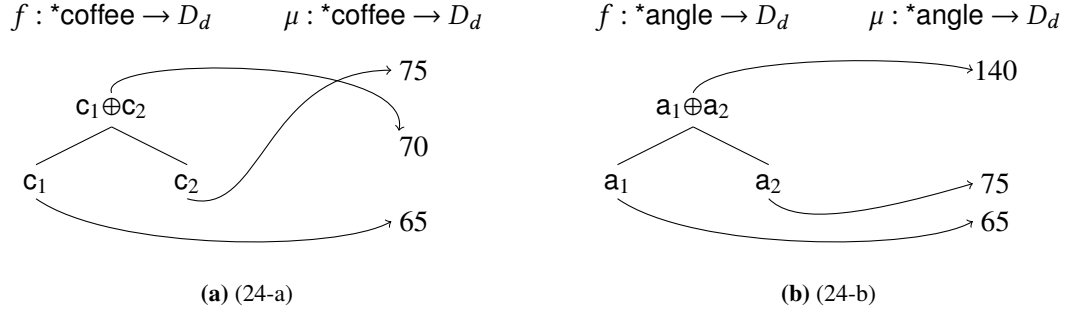 f : *coffee → D_d μ : *coffee → D_d f : *angle → D_d μ : *angle → D_d
75 140
c₁⊕c₂ a₁⊕a₂
70
c₁ c₂ a₁ a₂ 75
65 65
(a) (24-a) (b) (24-b)